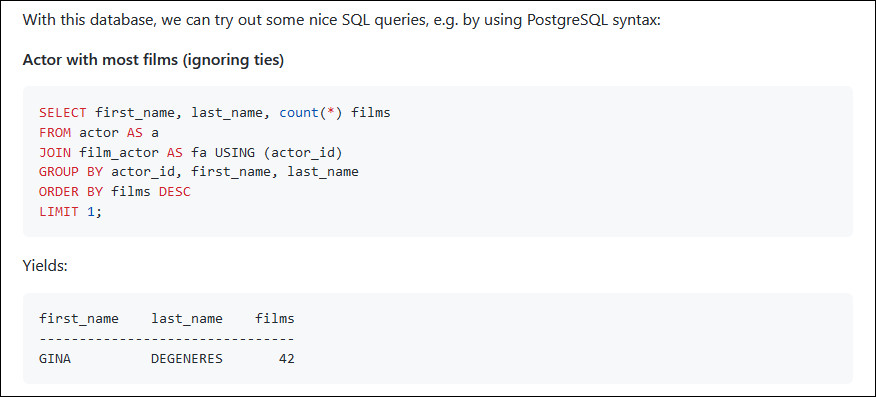 With this database, we can try out some nice SQL queries, e.g. by using PostgreSQL syntax:
Actor with most films (ignoring ties)
SELECT first_name, last_name, count(*) films
FROM actor AS a
JOIN film_actor AS fa USING (actor_id)
GROUP BY actor_id, first_name, last_name
ORDER BY films DESC
LIMIT 1;
Yields:
first_name    last_name    films
--------------------------------
GINA          DEGENERES       42